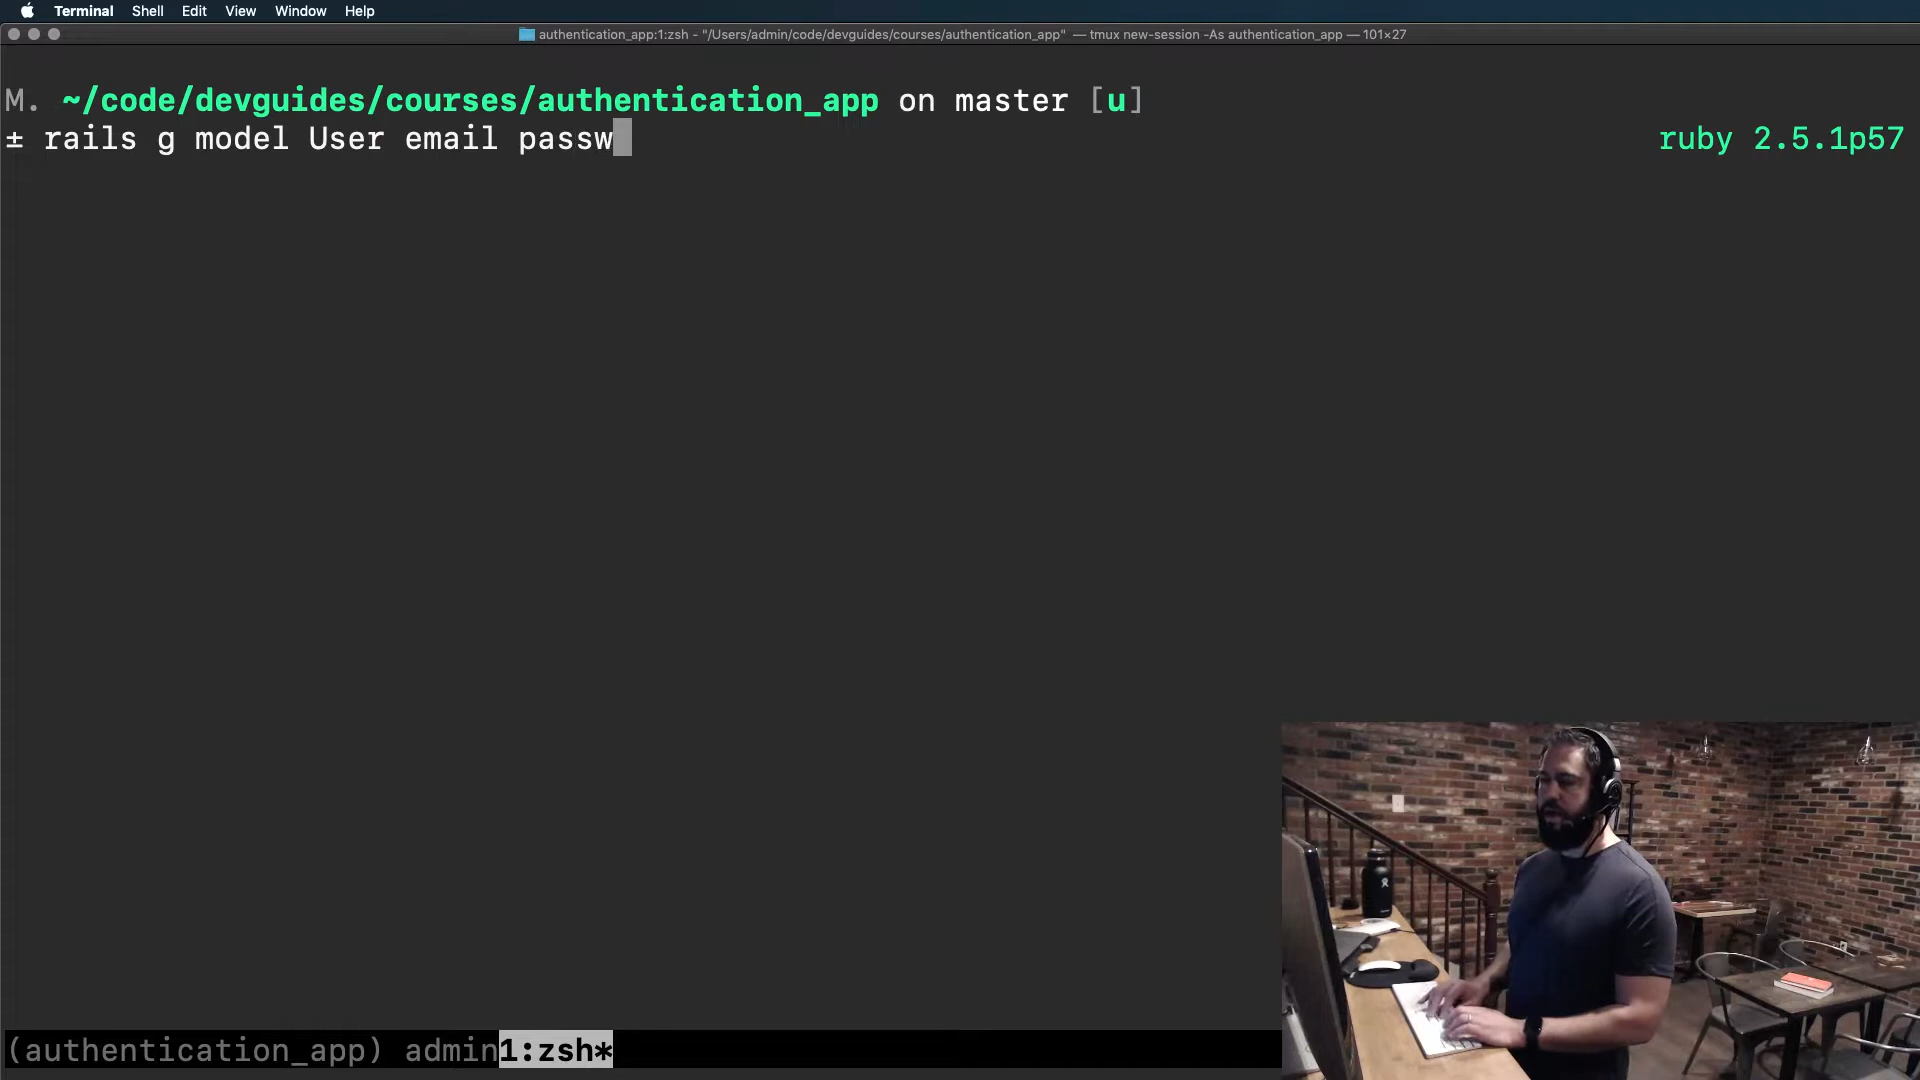 Terminal Shell Edit View Window Help
authentication_app:1:zsh - "/Users/admin/code/devguides/courses/authentication_app" — tmux new-session -As authentication_app — 101×27
M. ~/code/devguides/courses/authentication_app on master [u]
± rails g model User email passw ruby 2.5.1p57
(authentication_app) admin1:zsh*